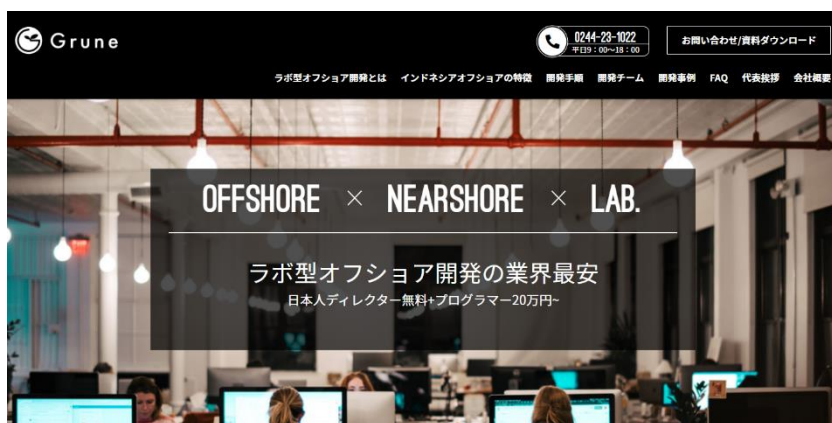 Grune
0244-23-1022
平日9:00~18:00
お問い合わせ/資料ダウンロード
ラボ型オフショア開発とは インドネシアオフショアの特徴 開発手順 開発チーム 開発事例 FAQ 代表挨拶 会社概要
OFFSHORE × NEARSHORE × LAB.
ラボ型オフショア開発の業界最安
日本人ディレクター無料+プログラマー20万円~